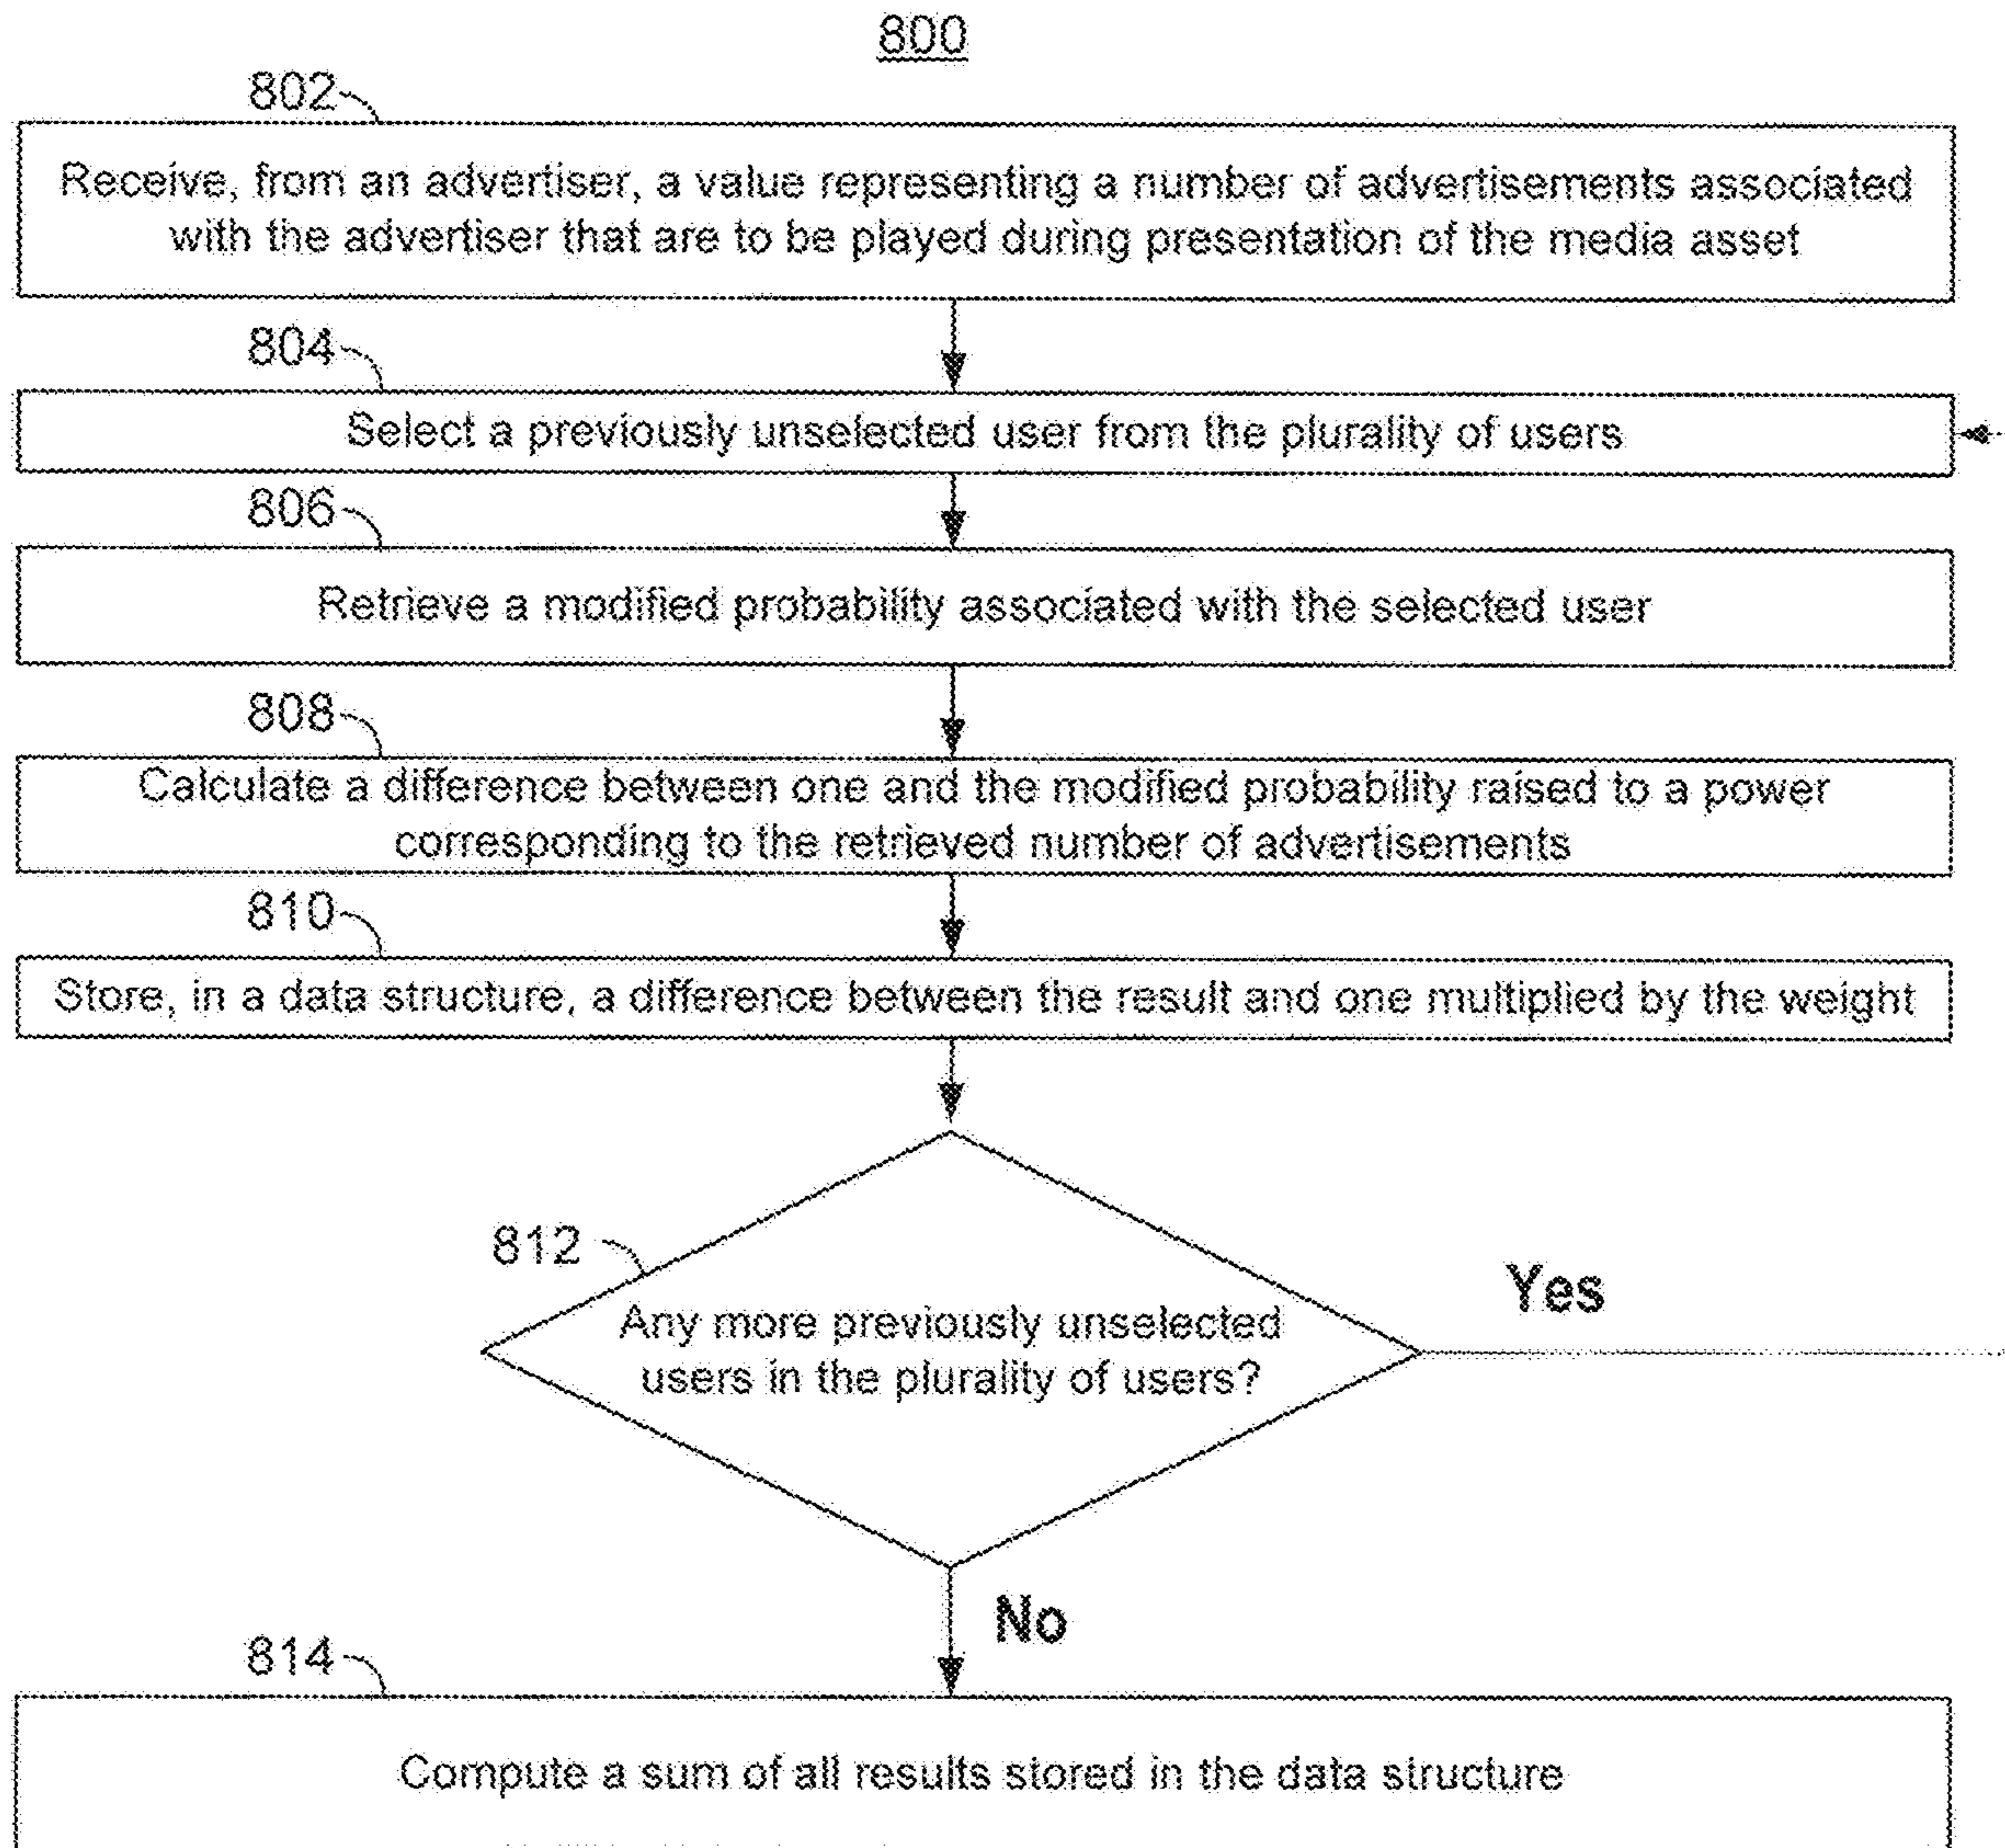 800
802
Receive, from an advertiser, a value representing a number of advertisements associated
with the advertiser that are to be played during presentation of the media asset
804
Select a previously unselected user from the plurality of users
806
Retrieve a modified probability associated with the selected user
808
Calculate a difference between one and the modified probability raised to a power
corresponding to the retrieved number of advertisements
810
Store, in a data structure, a difference between the result and one multiplied by the weight
812
Any more previously unselected
users in the plurality of users?
Yes
No
814
Compute a sum of all results stored in the data structure